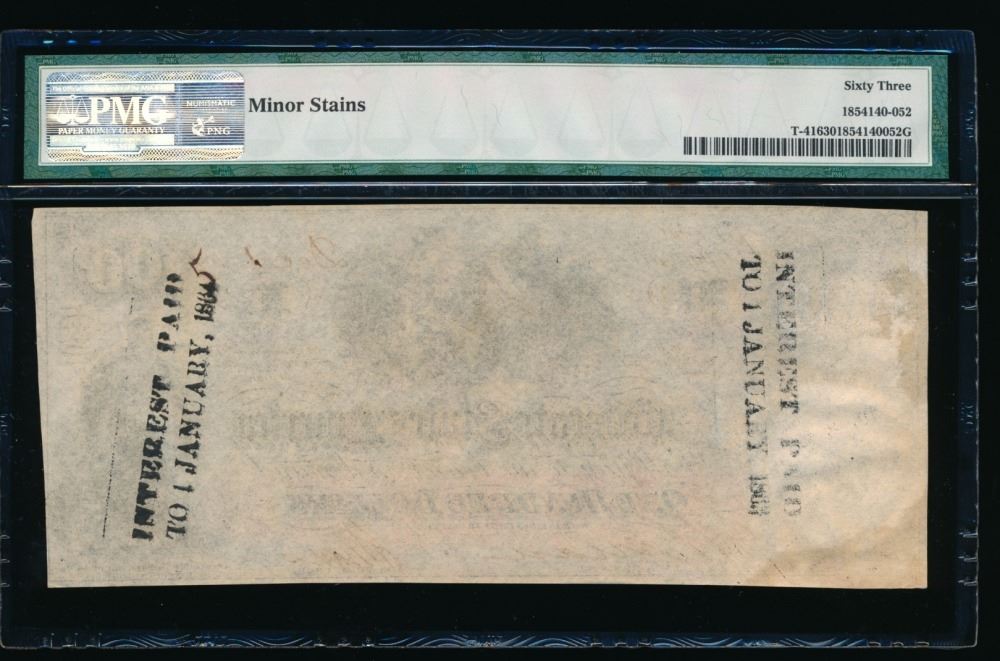 PMG
PAPER MONEY GUARANTY
NUMISMATIC
PNG
Minor Stains
Sixty Three
1854140-052
T-416301854140052G
INTEREST PAID
TO 1 JANUARY, 1865
INTEREST PAID
TO 1 JANUARY 1863